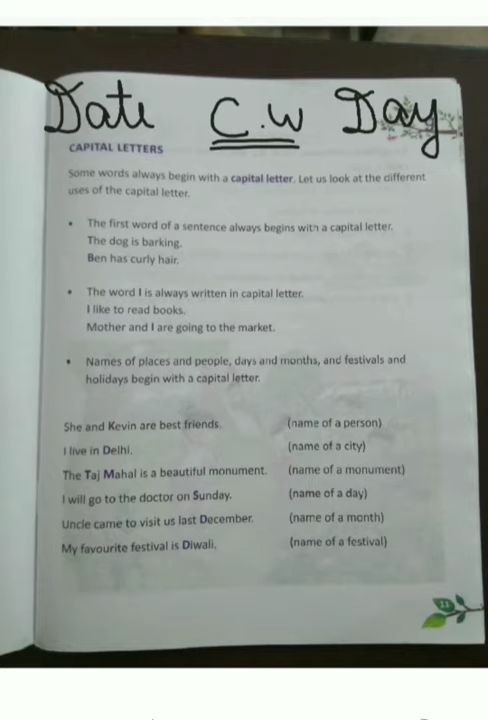 Date C.W Day
CAPITAL LETTERS
Some words always begin with a capital letter. Let us look at the different
uses of the capital letter.
• The first word of a sentence always begins with a capital letter.
The dog is barking.
Ben has curly hair.
• The word I is always written in capital letter.
I like to read books.
Mother and I are going to the market.
• Names of places and people, days and months, and festivals and
holidays begin with a capital letter.
She and Kevin are best friends. (name of a person)
I live in Delhi. (name of a city)
The Taj Mahal is a beautiful monument. (name of a monument)
I will go to the doctor on Sunday. (name of a day)
Uncle came to visit us last December. (name of a month)
My favourite festival is Diwali. (name of a festival)
11